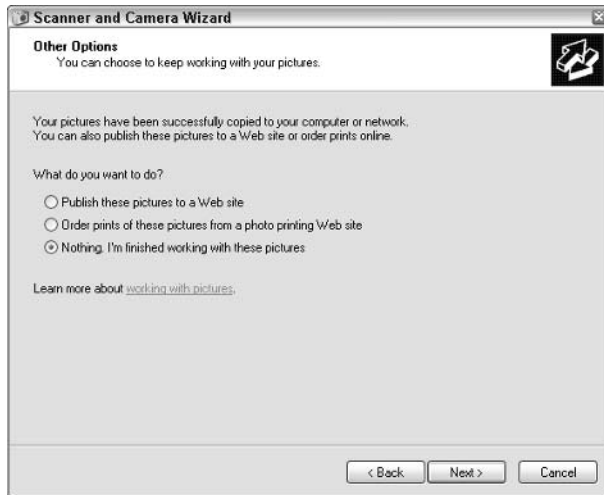 Scanner and Camera Wizard
Other Options
You can choose to keep working with your pictures.
Your pictures have been successfully copied to your computer or network.
You can also publish these pictures to a Web site or order prints online.
What do you want to do?
Publish these pictures to a Web site
Order prints of these pictures from a photo printing Web site
Nothing. I'm finished working with these pictures
Learn more about working with pictures.
< Back
Next >
Cancel